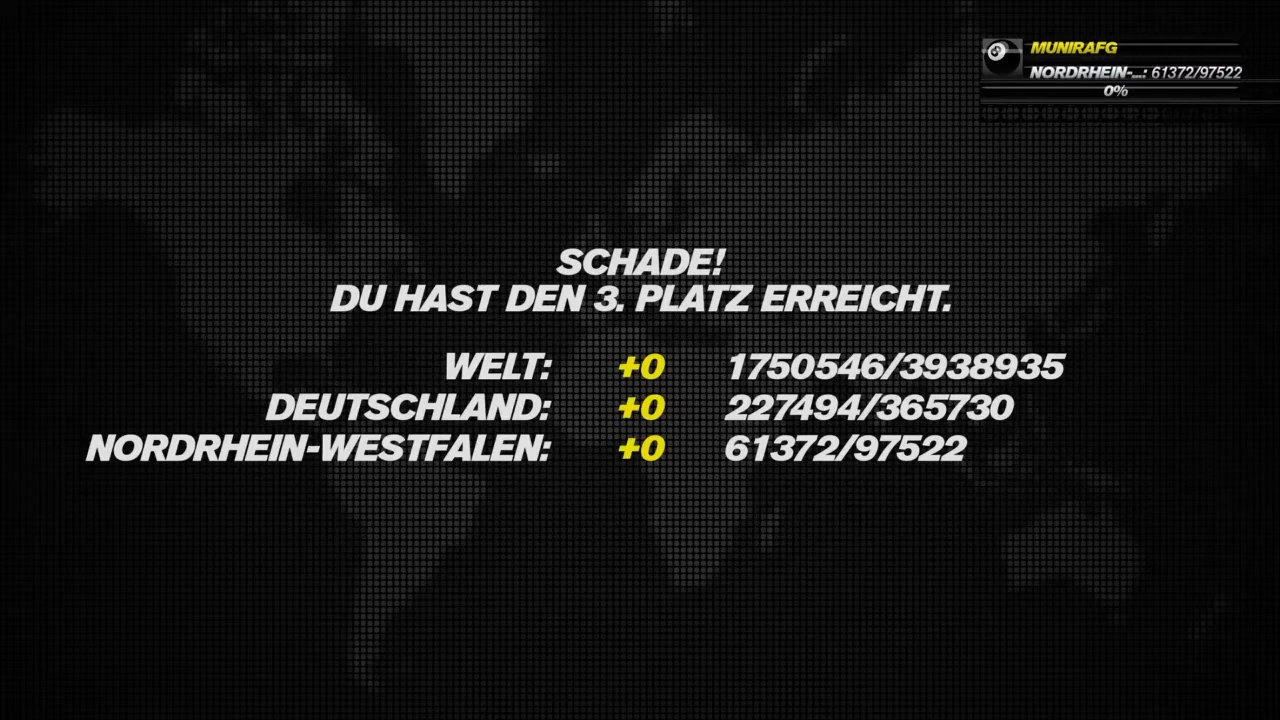 MUNIRAFG
NORDRHEIN-...: 61372/97522
0%
SCHADE!
DU HAST DEN 3. PLATZ ERREICHT.
WELT: +0 1750546/3938935
DEUTSCHLAND: +0 227494/365730
NORDRHEIN-WESTFALEN: +0 61372/97522